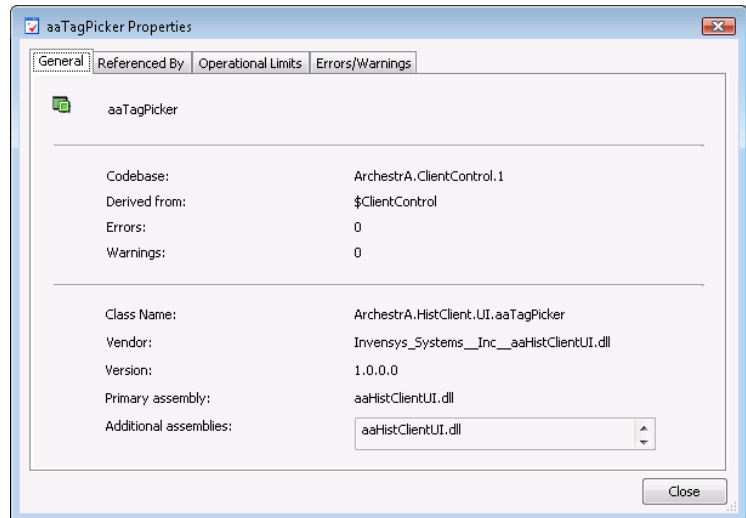 aaTagPicker Properties
General Referenced By Operational Limits Errors/Warnings
aaTagPicker
Codebase: ArchestrA.ClientControl.1
Derived from: $ClientControl
Errors: 0
Warnings: 0
Class Name: ArchestrA.HistClient.UI.aaTagPicker
Vendor: Invensys_Systems__Inc__aaHistClientUI.dll
Version: 1.0.0.0
Primary assembly: aaHistClientUI.dll
Additional assemblies: aaHistClientUI.dll
Close